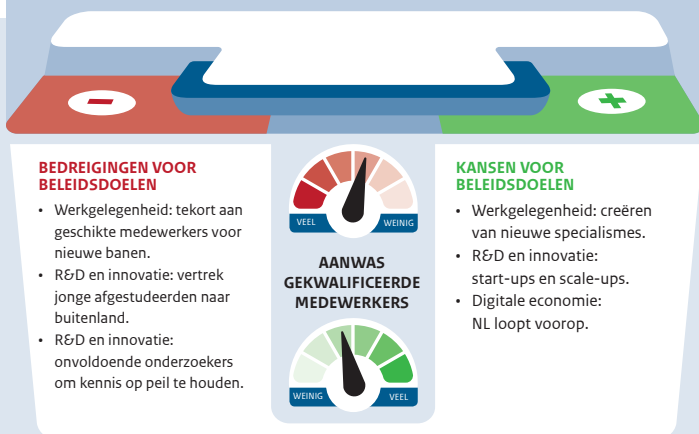 BEDREIGINGEN VOOR
BELEIDSDOELEN
• Werkgelegenheid: tekort aan
geschikte medewerkers voor
nieuwe banen.
• R&D en innovatie: vertrek
jonge afgestudeerden naar
buitenland.
• R&D en innovatie:
onvoldoende onderzoekers
om kennis op peil te houden.
VEEL
WEINIG
AANWAS
GEKWALIFICEERDE
MEDEWERKERS
WEINIG
VEEL
KANSEN VOOR
BELEIDSDOELEN
• Werkgelegenheid: creëren
van nieuwe specialismes.
• R&D en innovatie:
start-ups en scale-ups.
• Digitale economie:
NL loopt voorop.